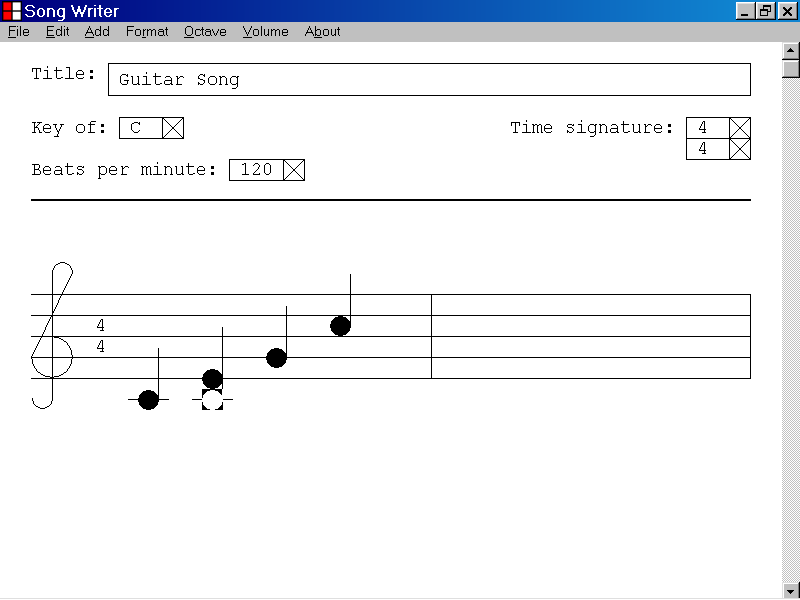 Song Writer
File Edit Add Format Octave Volume About
Title: Guitar Song
Key of: C
Time signature: 4
4
Beats per minute: 120
4
4